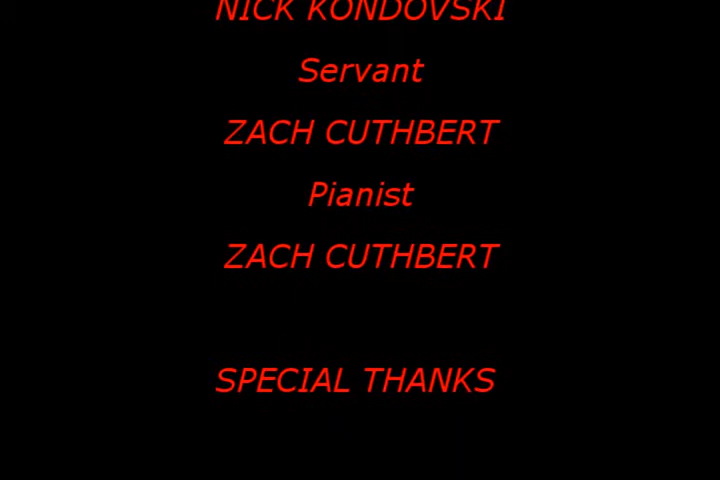 NICK KONDOVSKI
Servant
ZACH CUTHBERT
Pianist
ZACH CUTHBERT
SPECIAL THANKS